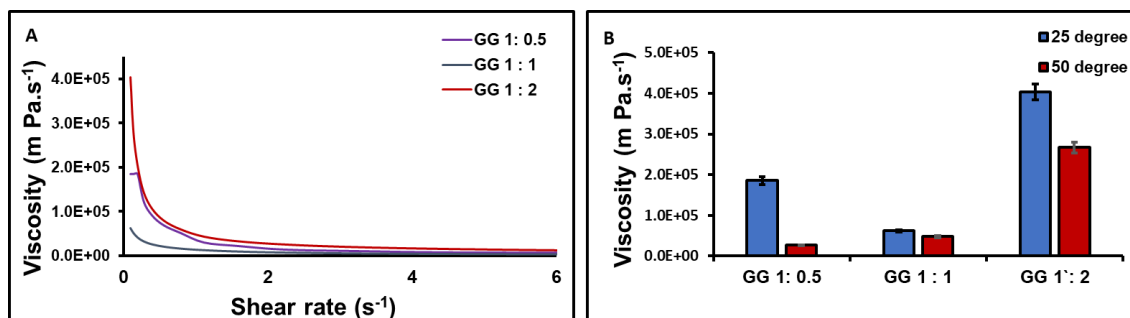 A
GG 1: 0.5
GG 1 : 1
GG 1 : 2
Viscosity (m Pa.s⁻¹)
4.0E+05
3.0E+05
2.0E+05
1.0E+05
0.0E+00
0
2
4
6
Shear rate (s⁻¹)
B
25 degree
50 degree
Viscosity (m Pa.s⁻¹)
5.0E+05
4.0E+05
3.0E+05
2.0E+05
1.0E+05
0.0E+00
GG 1: 0.5
GG 1 : 1
GG 1`: 2